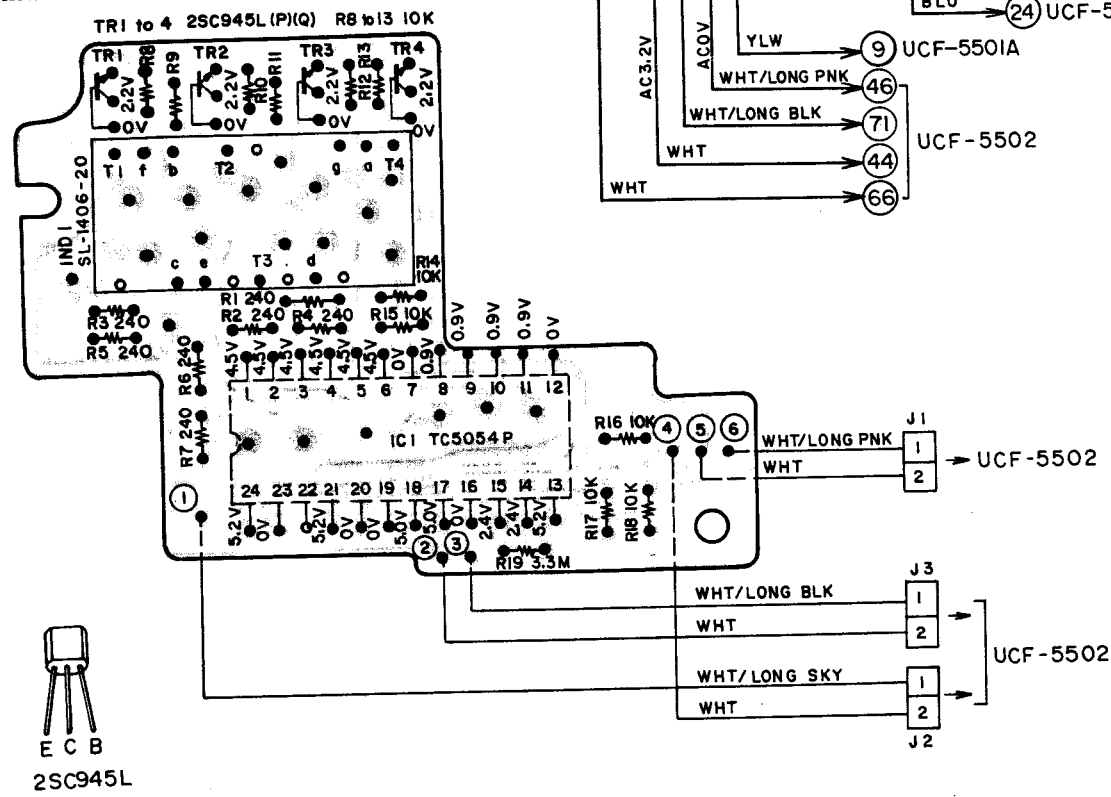 TR1 to 4 2SC945L (P)(Q) R8 to 13 10K
BLU
24 UCF-5
YLW
9 UCF-5501A
AC3.2V
AC0V
WHT/LONG PNK
46
WHT/LONG BLK
71
UCF-5502
WHT
44
WHT
66
TR1 R8 R9 TR2 R11 TR3 R13 TR4
2.2V 2.2V R10 2.2V R12 2.2V
0V 0V 0V 0V
T1 f b T2 g a T4
IND1
SL-1406-20
c e T3 d
R14
10K
R1 240
R3 240 R2 240 R4 240 R15 10K
R5 240
R6 240
R7 240
4.5V 4.5V 4.5V 4.5V 4.5V 4.5V 0V 0.9V 0.9V 0.9V 0.9V 0V
1 2 3 4 5 6 7 8 9 10 11 12
IC1 TC5054P
24 23 22 21 20 19 18 17 16 15 14 13
5.2V 0V 5.2V 0V 0V 5.0V 5.0V 0V 2.4V 2.4V 5.2V
R16 10K
4 5 6
R17 10K
R18 10K
1
2 3
R19 3.3M
WHT/LONG PNK
WHT
J1
1
2
UCF-5502
J3
WHT/LONG BLK
1
WHT
2
UCF-5502
WHT/LONG SKY
1
WHT
2
J2
E C B
2SC945L